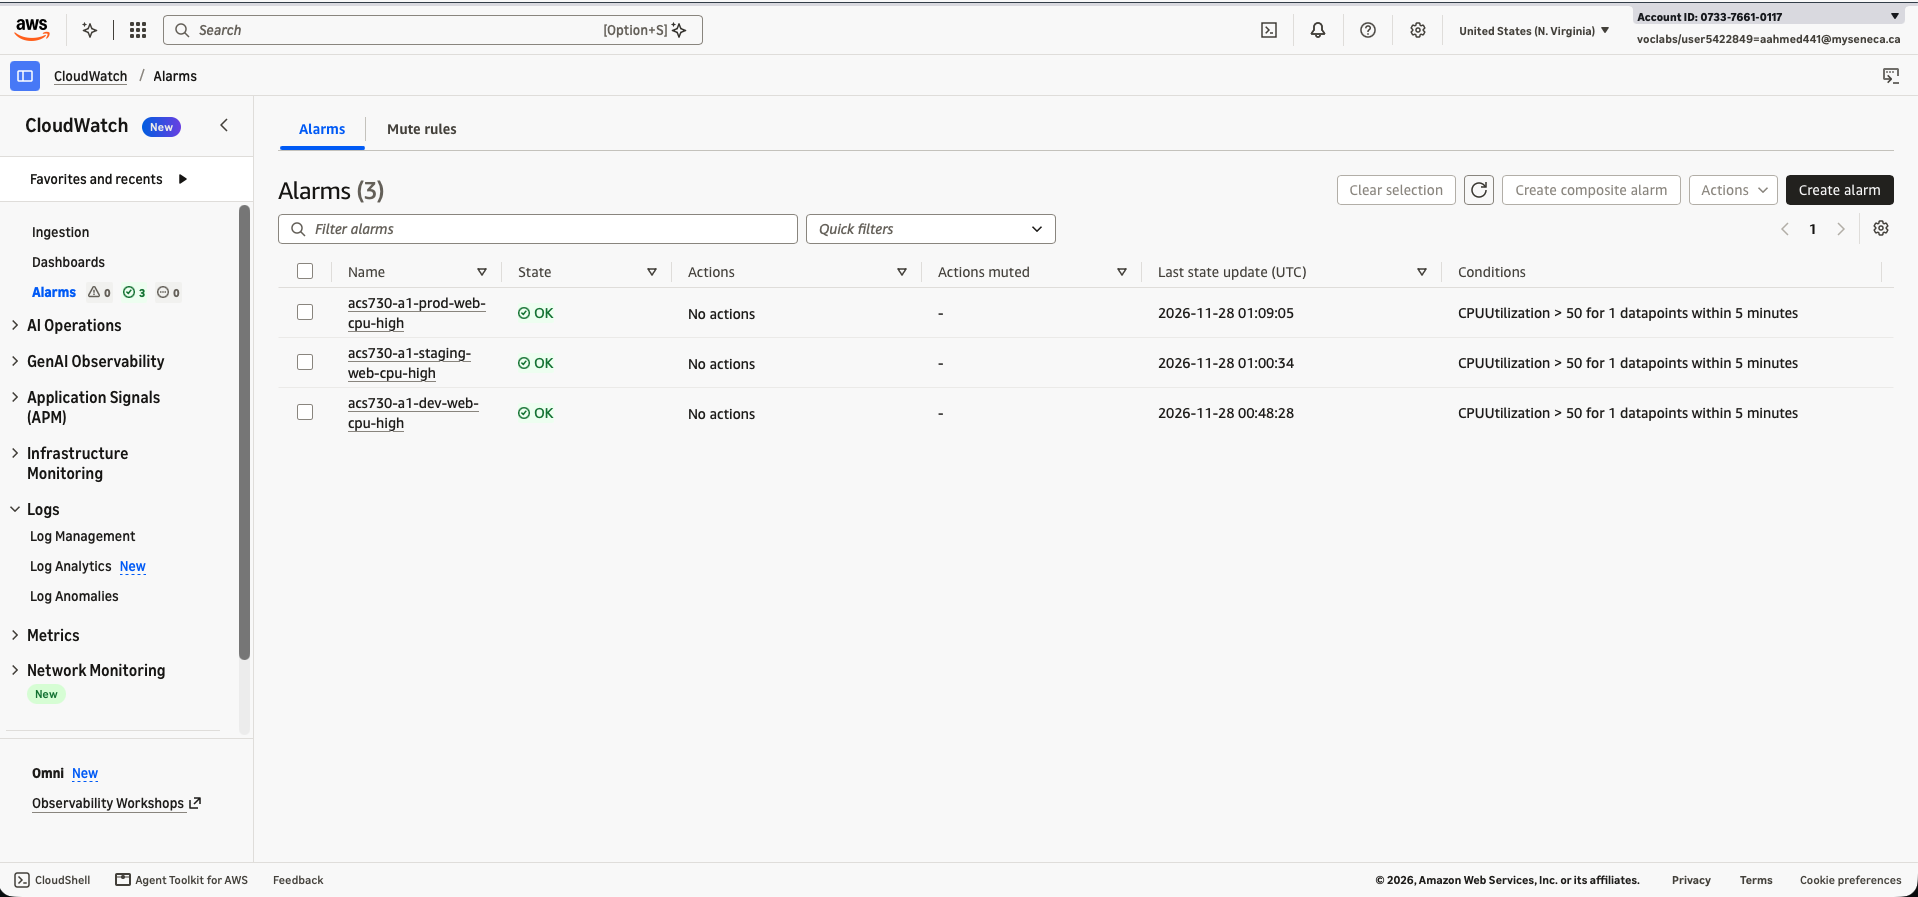 aws
Search [Option+S]
United States (N. Virginia)
Account ID: 0733-7661-0117
voclabs/user5422849=aahmed441@myseneca.ca
CloudWatch / Alarms
CloudWatch New
Favorites and recents
Ingestion
Dashboards
Alarms 0 3 0
AI Operations
GenAI Observability
Application Signals
(APM)
Infrastructure
Monitoring
Logs
Log Management
Log Analytics New
Log Anomalies
Metrics
Network Monitoring
New
Omni New
Observability Workshops
Alarms Mute rules
Alarms (3)
Clear selection Create composite alarm Actions Create alarm
Filter alarms Quick filters 1
Name State Actions Actions muted Last state update (UTC) Conditions
acs730-a1-prod-web-
cpu-high OK No actions - 2026-11-28 01:09:05 CPUUtilization > 50 for 1 datapoints within 5 minutes
acs730-a1-staging-
web-cpu-high OK No actions - 2026-11-28 01:00:34 CPUUtilization > 50 for 1 datapoints within 5 minutes
acs730-a1-dev-web-
cpu-high OK No actions - 2026-11-28 00:48:28 CPUUtilization > 50 for 1 datapoints within 5 minutes
CloudShell Agent Toolkit for AWS Feedback © 2026, Amazon Web Services, Inc. or its affiliates. Privacy Terms Cookie preferences